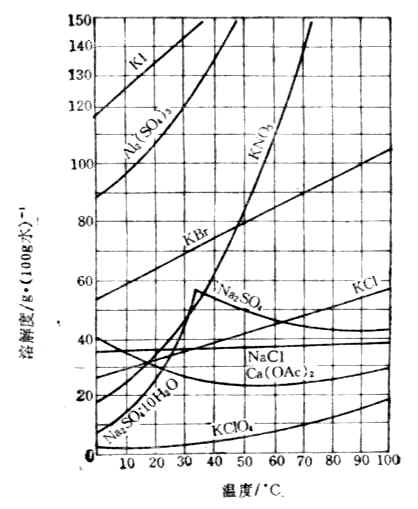 150
140
130
120
100
80
60
40
20
0
溶解度/g·(100g水)⁻¹
KI
Al₂(SO₄)₃
KNO₃
KBr
Na₂SO₄
KCl
NaCl
Ca(OAc)₂
Na₂SO₄·10H₂O
KClO₄
10 20 30 40 50 60 70 80 90 100
温度/°C